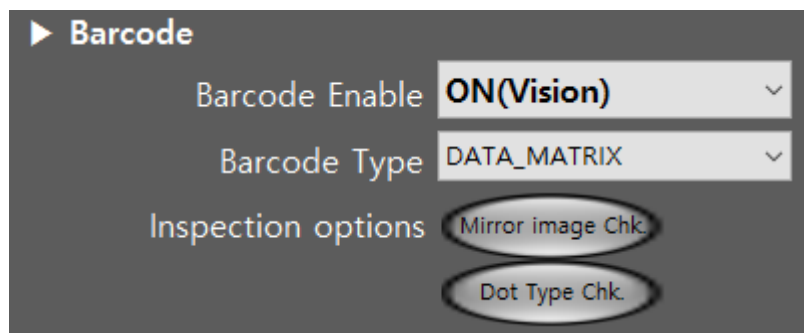 ▶ Barcode
Barcode Enable ON(Vision)
Barcode Type DATA_MATRIX
Inspection options Mirror image Chk.
Dot Type Chk.